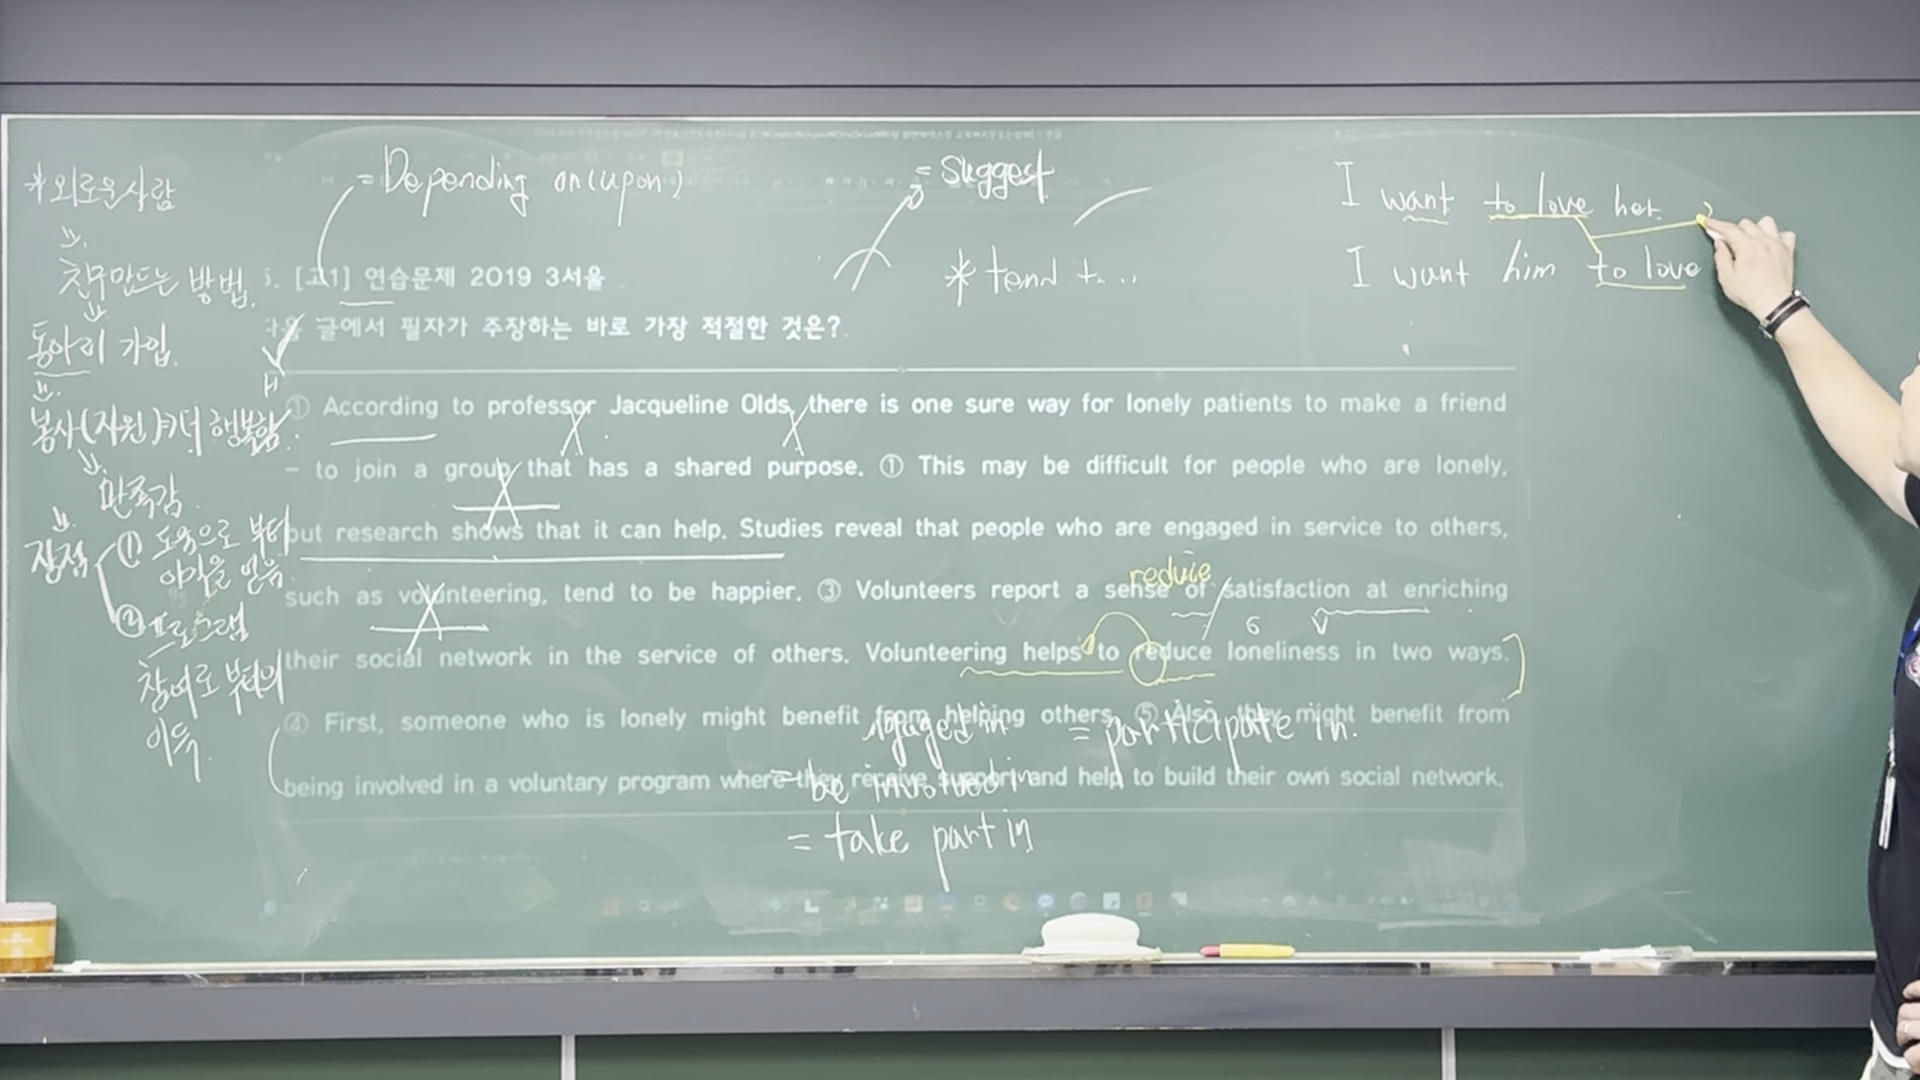 *외로운사람
친구만드는 방법.
동아리 가입.
봉사(자원)하면 더 행복함.
만족감.
장점
① 도움으로 부터
이익을 얻음.
② 프로그램
참여로 부터의
이득.
= Depending on(upon)
= Suggest
* tend to...
I want to love her.
I want him to love
5. [고1] 연습문제 2019 3서울
다음 글에서 필자가 주장하는 바로 가장 적절한 것은?
① According to professor Jacqueline Olds, there is one sure way for lonely patients to make a friend
– to join a group that has a shared purpose. ① This may be difficult for people who are lonely,
but research shows that it can help. Studies reveal that people who are engaged in service to others,
reduce
such as volunteering, tend to be happier. ③ Volunteers report a sense of satisfaction at enriching
their social network in the service of others. Volunteering helps to reduce loneliness in two ways.
④ First, someone who is lonely might benefit from helping others. ⑤ Also, they might benefit from
being involved in a voluntary program where they receive support and help to build their own social network.
engaged in = participate in.
= be involved in
= take part in